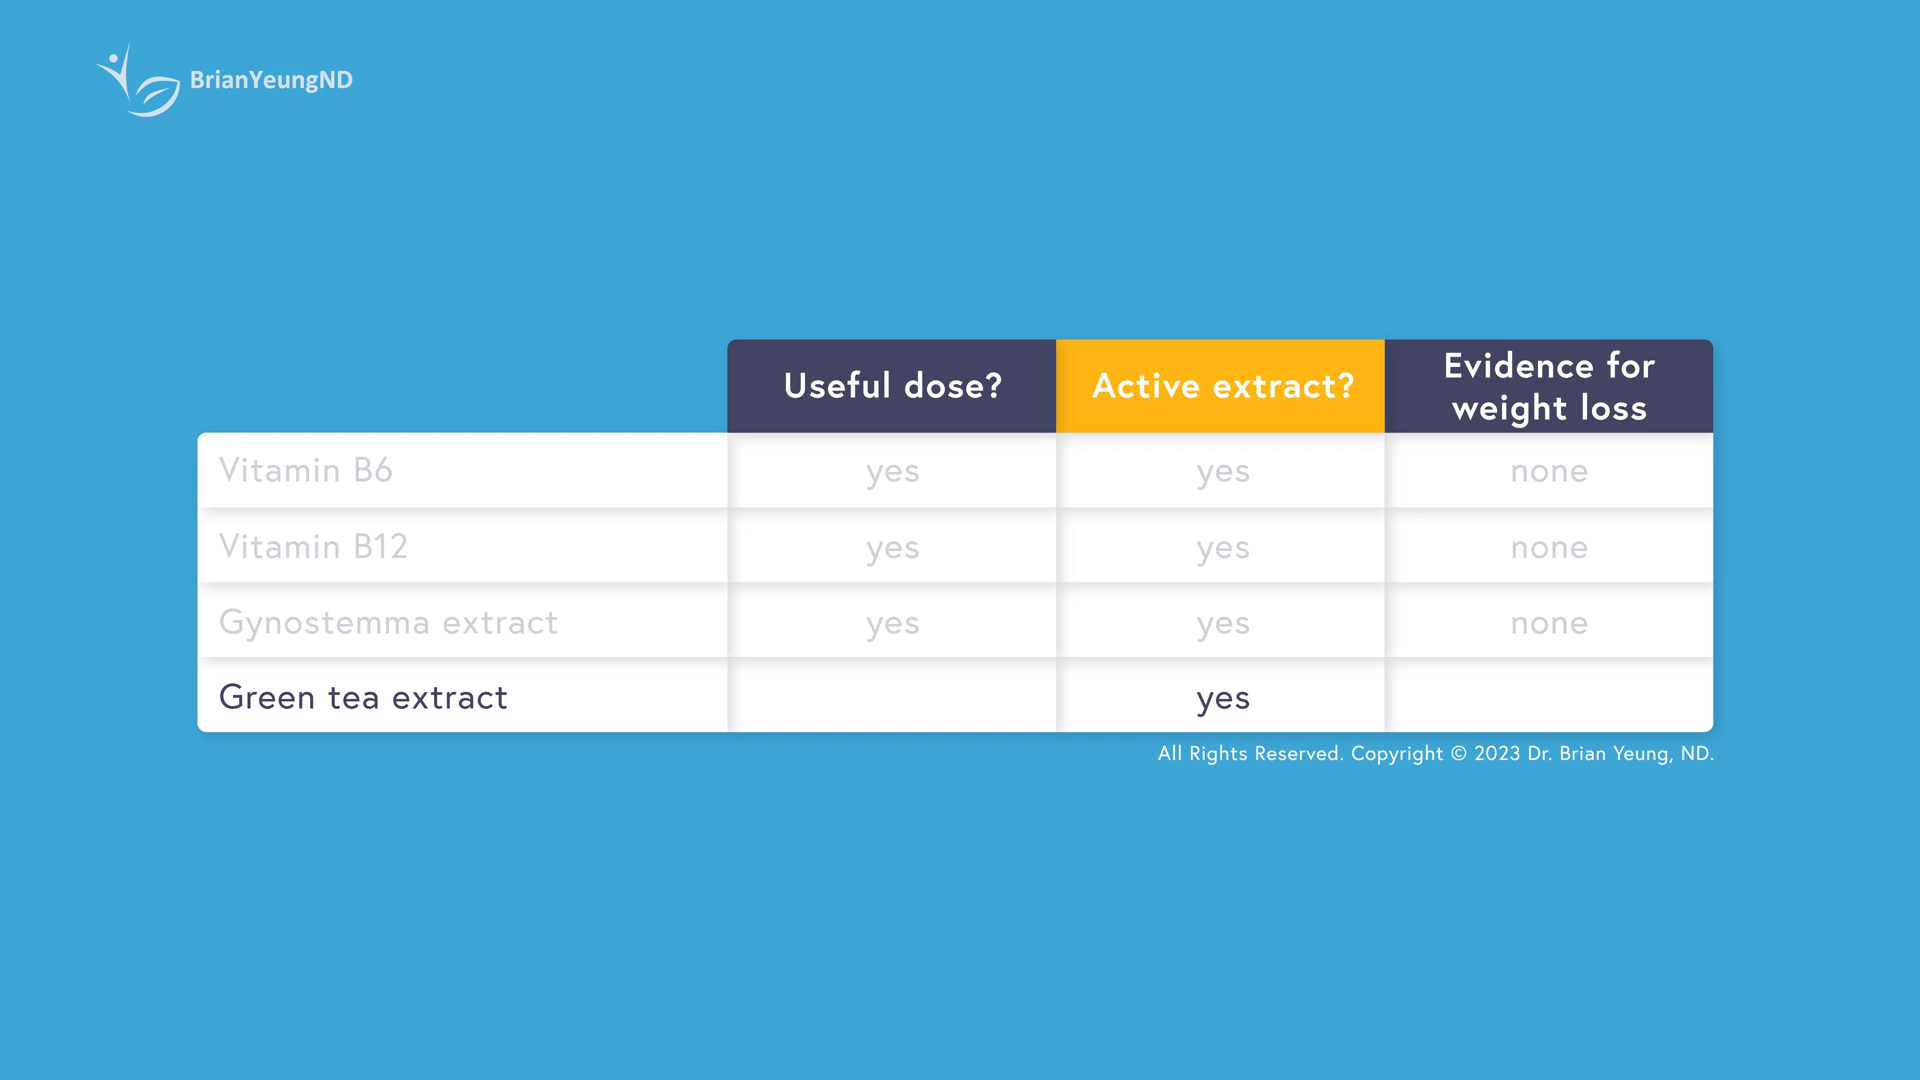 BrianYeungND
Useful dose? Active extract? Evidence for
weight loss
Vitamin B6 yes yes none
Vitamin B12 yes yes none
Gynostemma extract yes yes none
Green tea extract yes
All Rights Reserved. Copyright © 2023 Dr. Brian Yeung, ND.